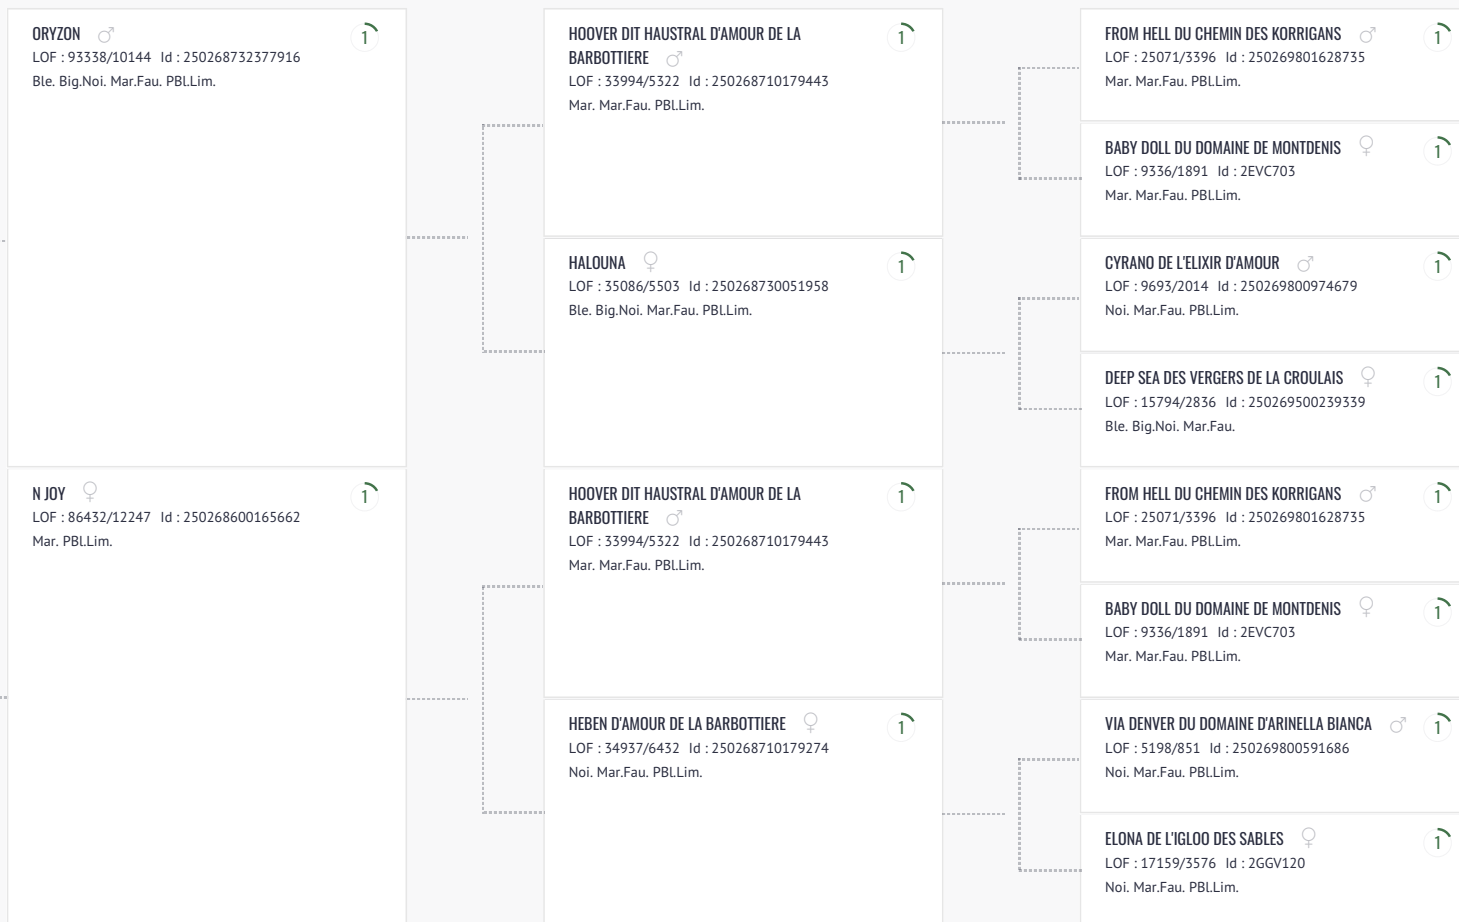 ORYZON ♂ 1
LOF : 93338/10144 Id : 250268732377916
Ble. Big.Noi. Mar.Fau. PBl.Lim.
N JOY ♀ 1
LOF : 86432/12247 Id : 250268600165662
Mar. PBl.Lim.
HOOVER DIT HAUSTRAL D'AMOUR DE LA 1
BARBOTTIERE ♂
LOF : 33994/5322 Id : 250268710179443
Mar. Mar.Fau. PBl.Lim.
HALOUNA ♀ 1
LOF : 35086/5503 Id : 250268730051958
Ble. Big.Noi. Mar.Fau. PBl.Lim.
HOOVER DIT HAUSTRAL D'AMOUR DE LA 1
BARBOTTIERE ♂
LOF : 33994/5322 Id : 250268710179443
Mar. Mar.Fau. PBl.Lim.
HEBEN D'AMOUR DE LA BARBOTTIERE ♀ 1
LOF : 34937/6432 Id : 250268710179274
Noi. Mar.Fau. PBl.Lim.
FROM HELL DU CHEMIN DES KORRIGANS ♂ 1
LOF : 25071/3396 Id : 250269801628735
Mar. Mar.Fau. PBl.Lim.
BABY DOLL DU DOMAINE DE MONTDENIS ♀ 1
LOF : 9336/1891 Id : 2EVC703
Mar. Mar.Fau. PBl.Lim.
CYRANO DE L'ELIXIR D'AMOUR ♂ 1
LOF : 9693/2014 Id : 250269800974679
Noi. Mar.Fau. PBl.Lim.
DEEP SEA DES VERGERS DE LA CROULAIS ♀ 1
LOF : 15794/2836 Id : 250269500239339
Ble. Big.Noi. Mar.Fau.
FROM HELL DU CHEMIN DES KORRIGANS ♂ 1
LOF : 25071/3396 Id : 250269801628735
Mar. Mar.Fau. PBl.Lim.
BABY DOLL DU DOMAINE DE MONTDENIS ♀ 1
LOF : 9336/1891 Id : 2EVC703
Mar. Mar.Fau. PBl.Lim.
VIA DENVER DU DOMAINE D'ARINELLA BIANCA ♂ 1
LOF : 5198/851 Id : 250269800591686
Noi. Mar.Fau. PBl.Lim.
ELONA DE L'IGLOO DES SABLES ♀ 1
LOF : 17159/3576 Id : 2GGV120
Noi. Mar.Fau. PBl.Lim.